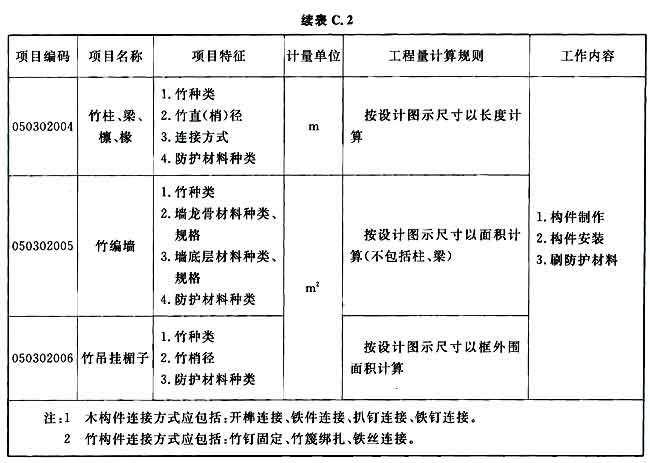 续表 C.2
项目编码 项目名称 项目特征 计量单位 工程量计算规则 工作内容
050302004
竹柱、梁、
檩、椽
1. 竹种类
2. 竹直(梢)径
3. 连接方式
4. 防护材料种类
m
按设计图示尺寸以长度计
算
050302005
竹编墙
1. 竹种类
2. 墙龙骨材料种类、
规格
3. 墙底层材料种类、
规格
4. 防护材料种类
m²
按设计图示尺寸以面积计
算(不包括柱、梁)
1. 构件制作
2. 构件安装
3. 刷防护材料
050302006
竹吊挂楣子
1. 竹种类
2. 竹梢径
3. 防护材料种类
按设计图示尺寸以框外围
面积计算
注:1 木构件连接方式应包括:开榫连接、铁件连接、扒钉连接、铁钉连接。
2 竹构件连接方式应包括:竹钉固定、竹篾绑扎、铁丝连接。